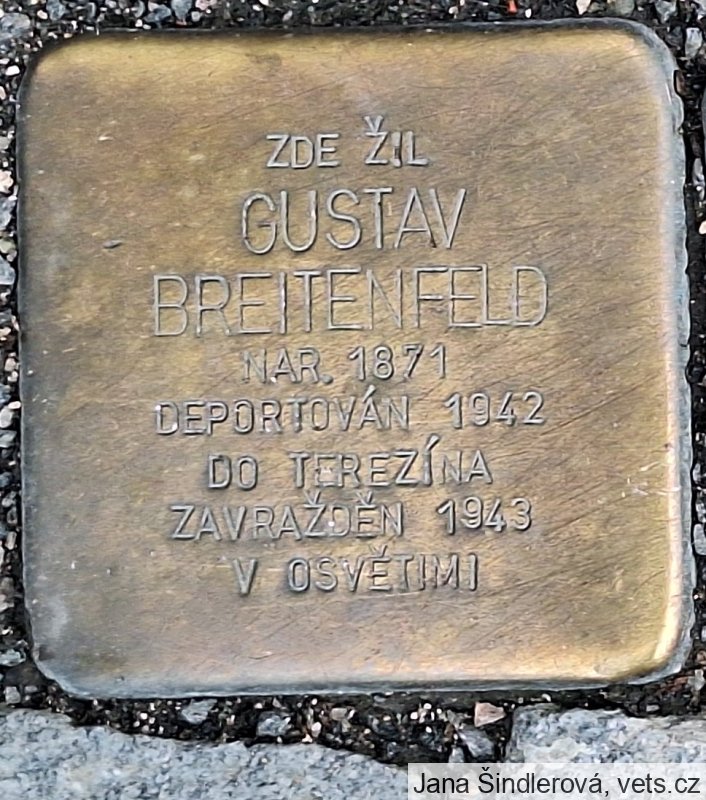 ZDE ŽIL
GUSTAV
BREITENFELD
NAR. 1871
DEPORTOVÁN 1942
DO TEREZÍNA
ZAVRAŽDĚN 1943
V OSVĚTIMI
Jana Šindlerová, vets.cz